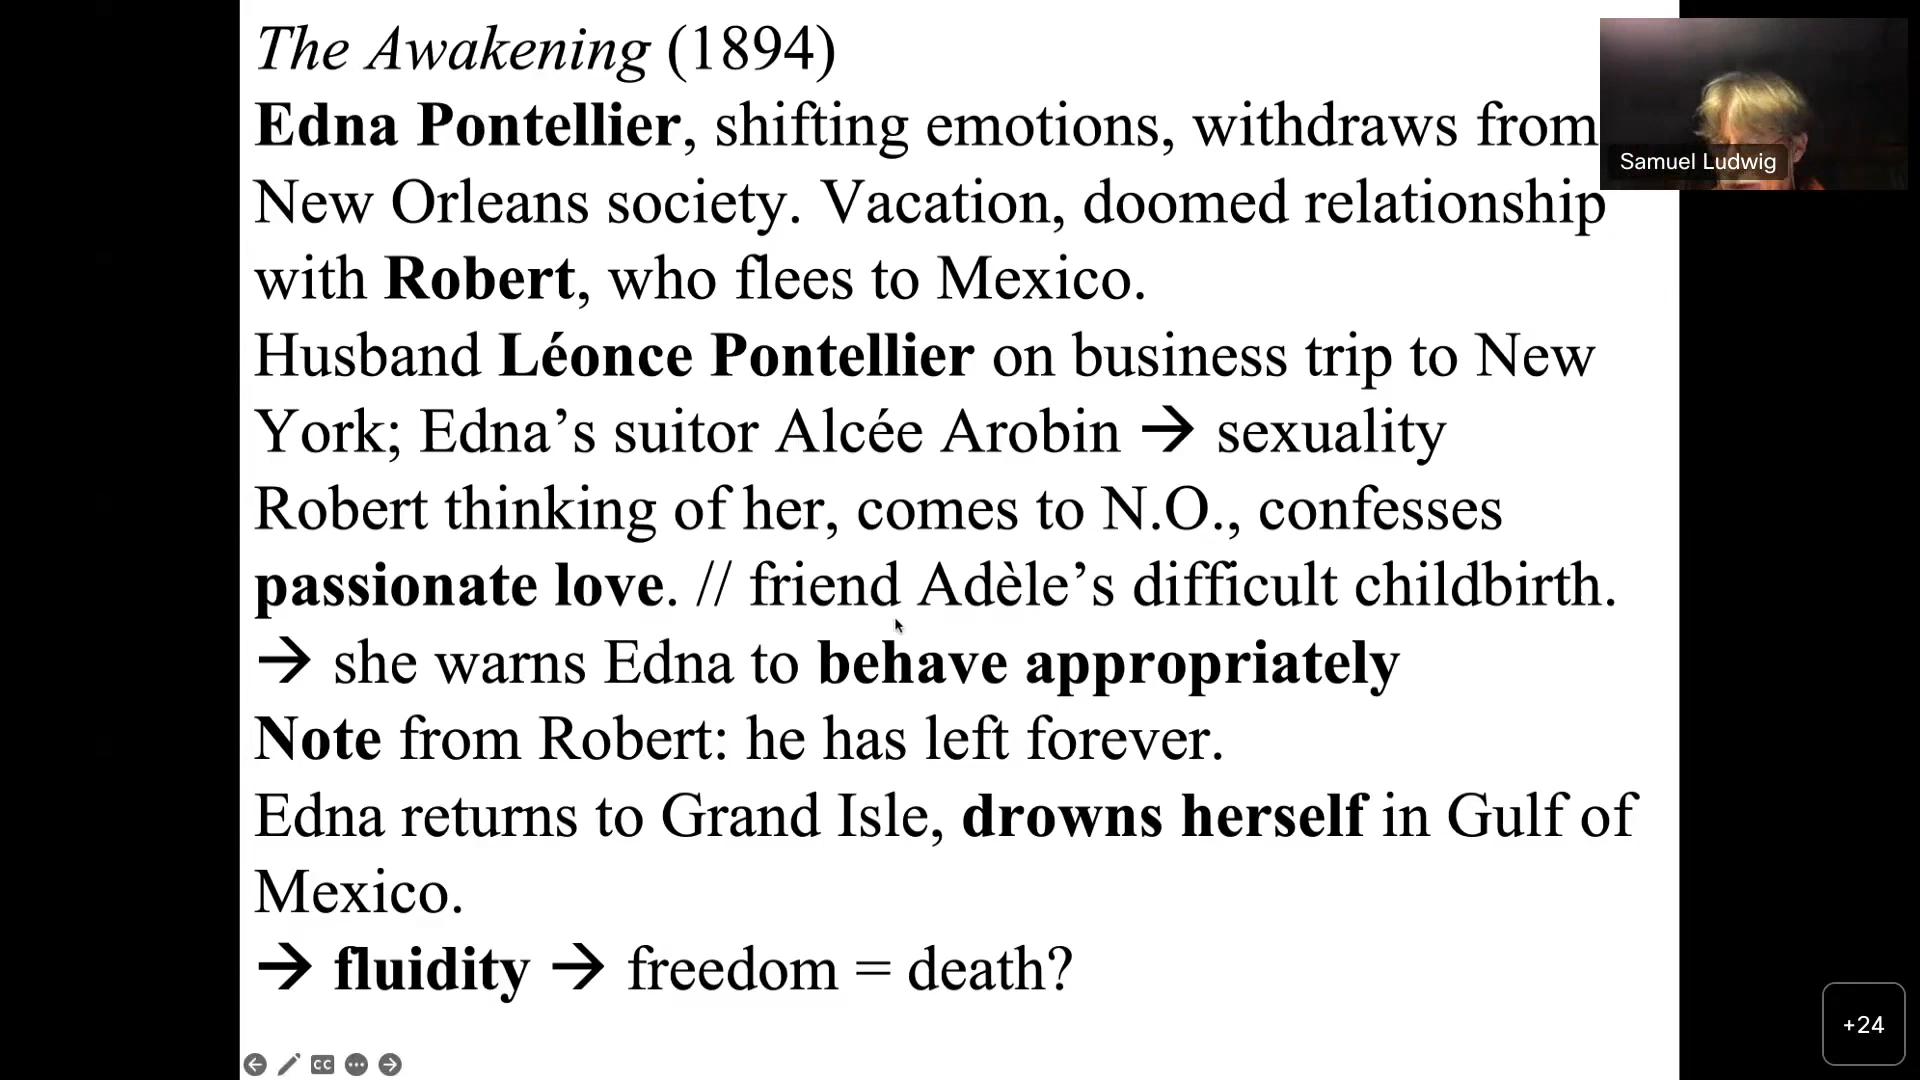 The Awakening (1894)
Edna Pontellier, shifting emotions, withdraws from
New Orleans society. Vacation, doomed relationship
with Robert, who flees to Mexico.
Husband Léonce Pontellier on business trip to New
York; Edna’s suitor Alcée Arobin → sexuality
Robert thinking of her, comes to N.O., confesses
passionate love. // friend Adèle’s difficult childbirth.
→ she warns Edna to behave appropriately
Note from Robert: he has left forever.
Edna returns to Grand Isle, drowns herself in Gulf of
Mexico.
→ fluidity → freedom = death?
Samuel Ludwig
CC
+24